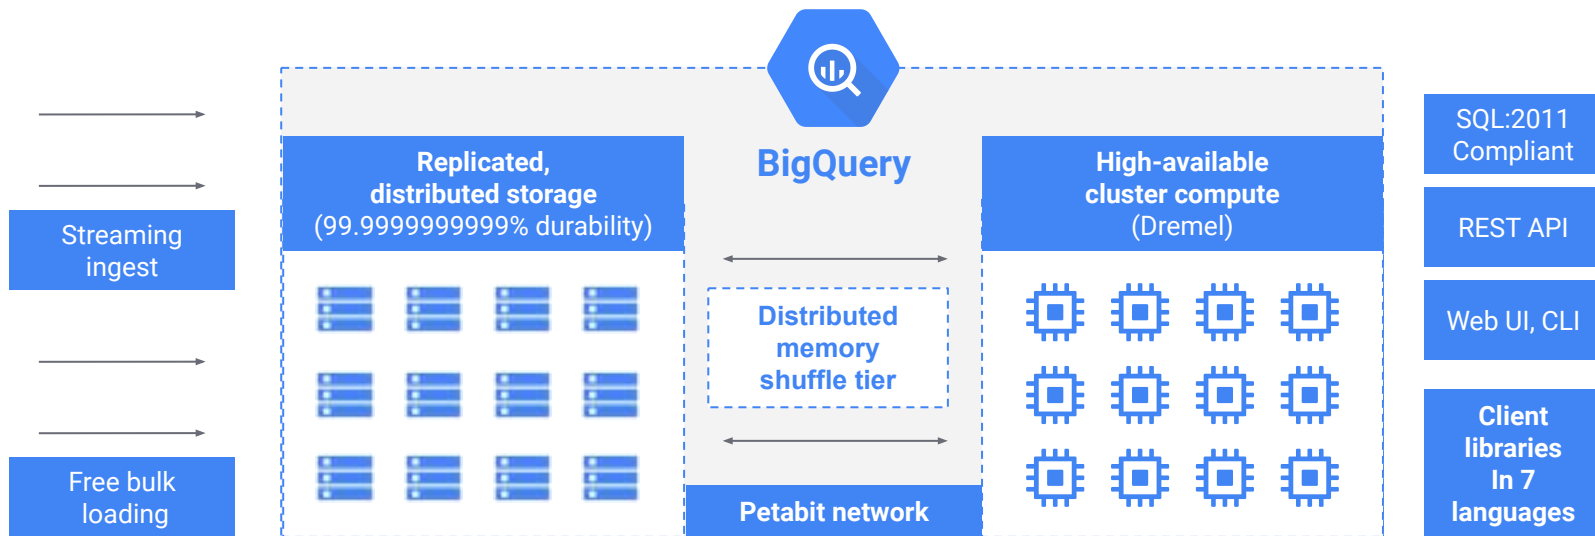 Streaming
ingest
Free bulk
loading
Replicated,
distributed storage
(99.9999999999% durability)
BigQuery
Distributed
memory
shuffle tier
Petabit network
High-available
cluster compute
(Dremel)
SQL:2011
Compliant
REST API
Web UI, CLI
Client
libraries
In 7
languages